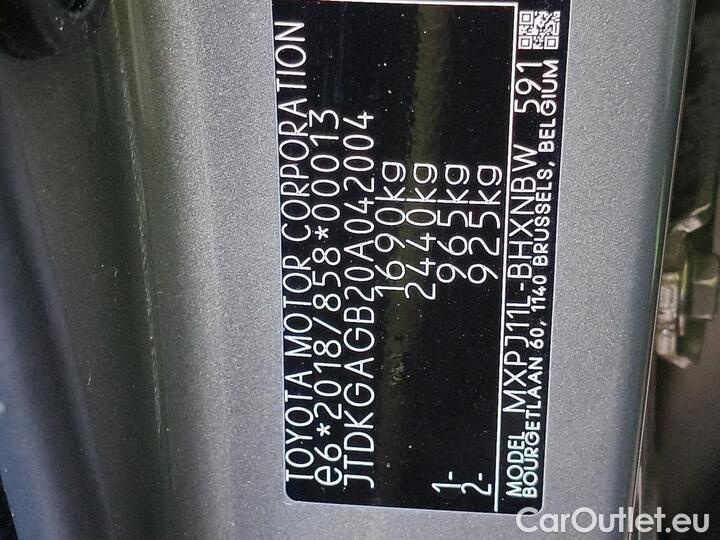 TOYOTA MOTOR CORPORATION
e6*2018/858*00013
JTDKGAGB20A042004
1690kg
2440kg
1- 965kg
2- 925kg
MODEL MXPJ11L-BHXNBW 591
BOURGETLAAN 60, 1140 BRUSSELS, BELGIUM
CarOutlet.eu